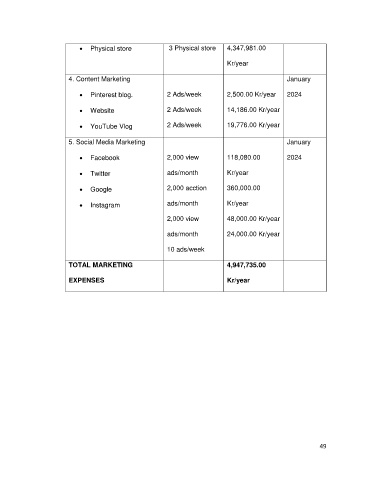 • Physical store 3 Physical store 4,347,981.00
Kr/year
4. Content Marketing January
• Pinterest blog. 2 Ads/week 2,500.00 Kr/year 2024
• Website 2 Ads/week 14,186.00 Kr/year
• YouTube Vlog 2 Ads/week 19,776.00 Kr/year
5. Social Media Marketing January
• Facebook 2,000 view 118,080.00 2024
• Twitter ads/month Kr/year
• Google 2,000 acction 360,000.00
• Instagram ads/month Kr/year
2,000 view 48,000.00 Kr/year
ads/month 24,000.00 Kr/year
10 ads/week
TOTAL MARKETING 4,947,735.00
EXPENSES Kr/year
49